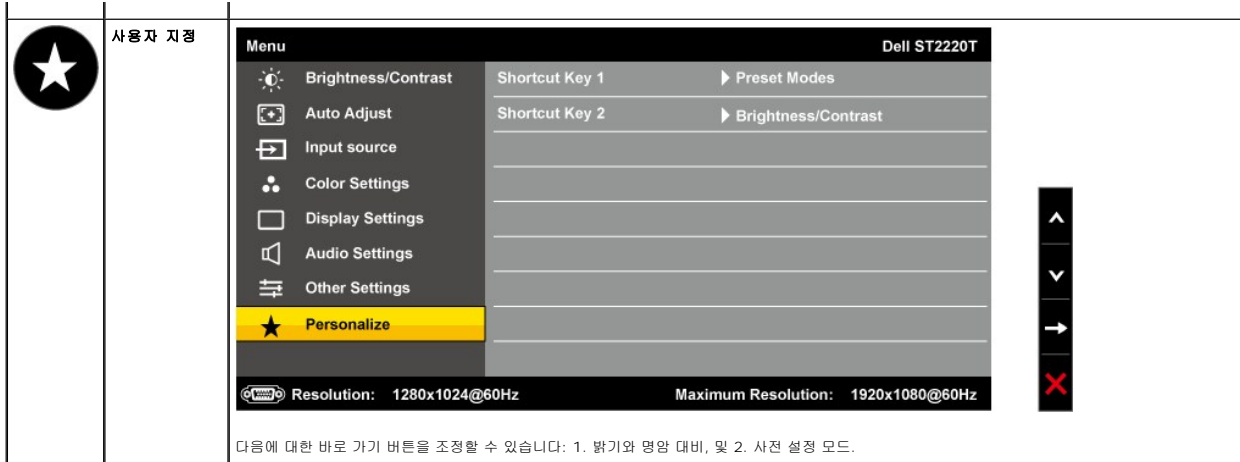 사용자 지정
Menu Dell ST2220T
Brightness/Contrast Shortcut Key 1 Preset Modes
Auto Adjust Shortcut Key 2 Brightness/Contrast
Input source
Color Settings
Display Settings
Audio Settings
Other Settings
Personalize
Resolution: 1280x1024@60Hz Maximum Resolution: 1920x1080@60Hz
다음에 대한 바로 가기 버튼을 조정할 수 있습니다: 1. 밝기와 명암 대비, 및 2. 사전 설정 모드.